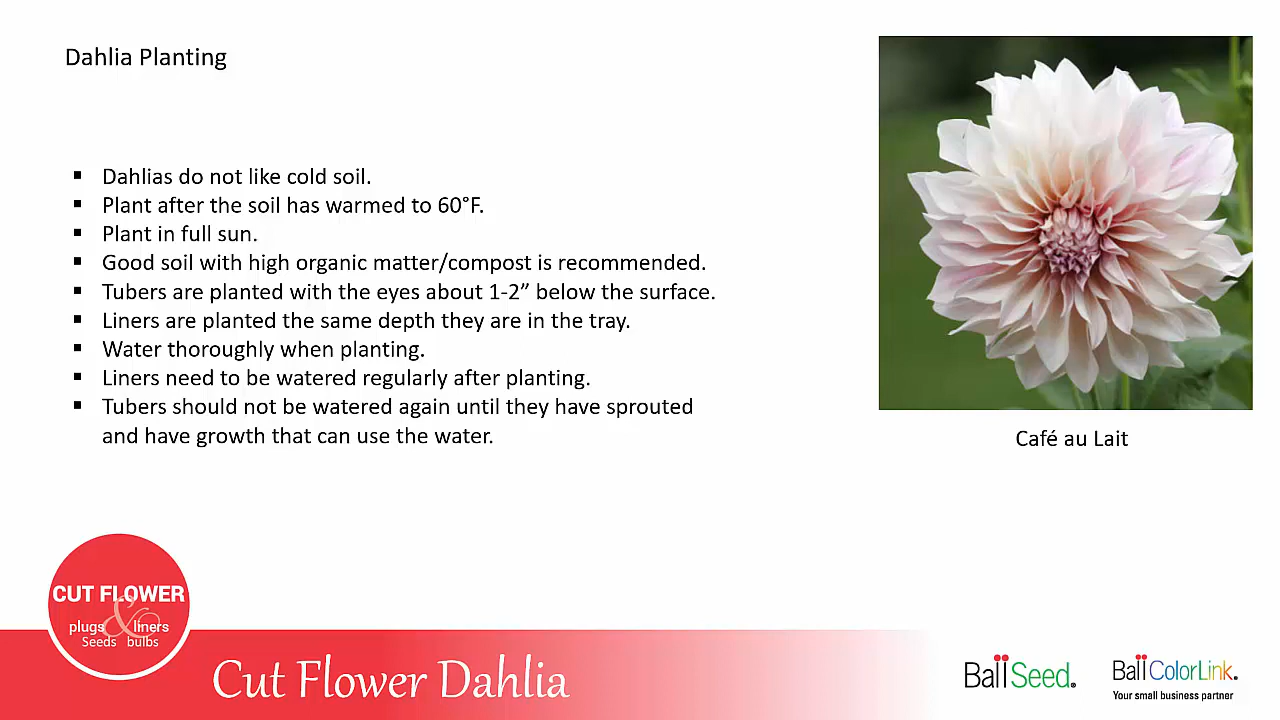 Dahlia Planting
▪ Dahlias do not like cold soil.
▪ Plant after the soil has warmed to 60°F.
▪ Plant in full sun.
▪ Good soil with high organic matter/compost is recommended.
▪ Tubers are planted with the eyes about 1-2” below the surface.
▪ Liners are planted the same depth they are in the tray.
▪ Water thoroughly when planting.
▪ Liners need to be watered regularly after planting.
▪ Tubers should not be watered again until they have sprouted
and have growth that can use the water.
Café au Lait
CUT FLOWER
plugs & liners
Seeds bulbs
Cut Flower Dahlia
Ball Seed.
Ball ColorLink.
Your small business partner